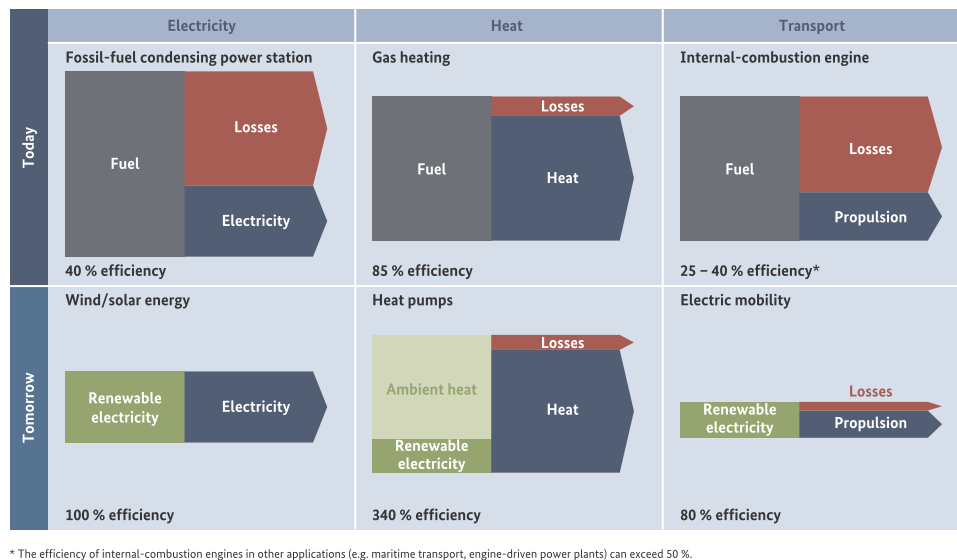 Electricity
Heat
Transport
Today
Fossil-fuel condensing power station
Fuel
Losses
Electricity
40 % efficiency
Gas heating
Fuel
Losses
Heat
85 % efficiency
Internal-combustion engine
Fuel
Losses
Propulsion
25 – 40 % efficiency*
Tomorrow
Wind/solar energy
Renewable
electricity
Electricity
100 % efficiency
Heat pumps
Ambient heat
Renewable
electricity
Losses
Heat
340 % efficiency
Electric mobility
Renewable
electricity
Losses
Propulsion
80 % efficiency
* The efficiency of internal-combustion engines in other applications (e.g. maritime transport, engine-driven power plants) can exceed 50 %.